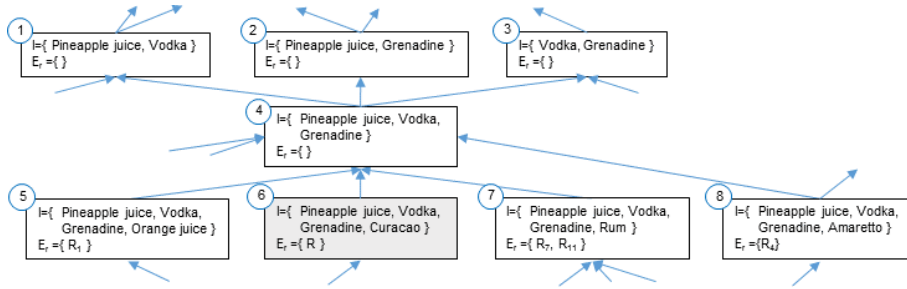 1
I={ Pineapple juice, Vodka }
Er ={ }
2
I={ Pineapple juice, Grenadine }
Er ={ }
3
I={ Vodka, Grenadine }
Er ={ }
4
I={ Pineapple juice, Vodka,
Grenadine }
Er ={ }
5
I={ Pineapple juice, Vodka,
Grenadine, Orange juice }
Er ={ R1 }
6
I={ Pineapple juice, Vodka,
Grenadine, Curacao }
Er ={ R }
7
I={ Pineapple juice, Vodka,
Grenadine, Rum }
Er ={ R7, R11 }
8
I={ Pineapple juice, Vodka,
Grenadine, Amaretto }
Er ={R4}